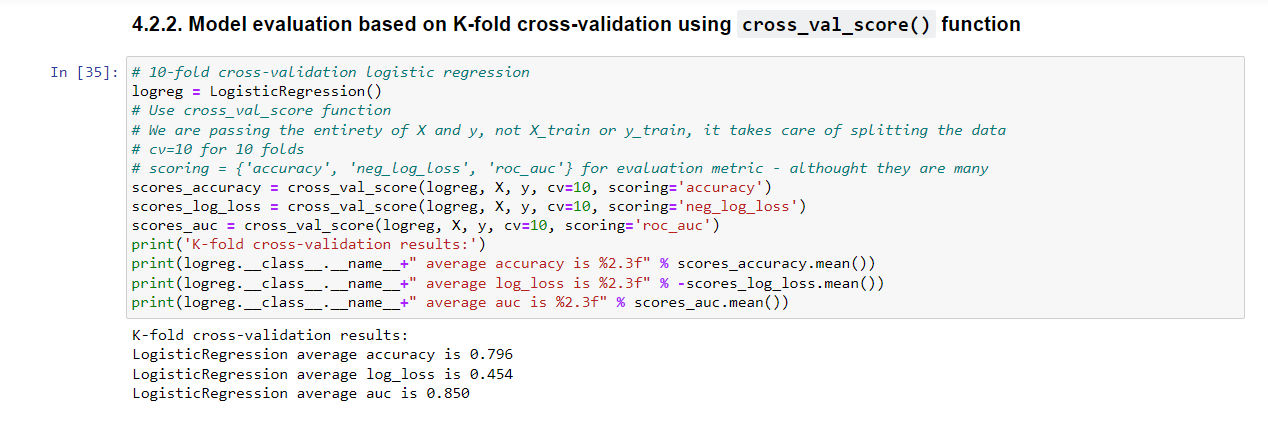 4.2.2. Model evaluation based on K-fold cross-validation using cross_val_score() function
In [35]: # 10-fold cross-validation logistic regression
logreg = LogisticRegression()
# Use cross_val_score function
# We are passing the entirety of X and y, not X_train or y_train, it takes care of splitting the data
# cv=10 for 10 folds
# scoring = {'accuracy', 'neg_log_loss', 'roc_auc'} for evaluation metric - althought they are many
scores_accuracy = cross_val_score(logreg, X, y, cv=10, scoring='accuracy')
scores_log_loss = cross_val_score(logreg, X, y, cv=10, scoring='neg_log_loss')
scores_auc = cross_val_score(logreg, X, y, cv=10, scoring='roc_auc')
print('K-fold cross-validation results:')
print(logreg.__class__.__name__+" average accuracy is %2.3f" % scores_accuracy.mean())
print(logreg.__class__.__name__+" average log_loss is %2.3f" % -scores_log_loss.mean())
print(logreg.__class__.__name__+" average auc is %2.3f" % scores_auc.mean())
K-fold cross-validation results:
LogisticRegression average accuracy is 0.796
LogisticRegression average log_loss is 0.454
LogisticRegression average auc is 0.850